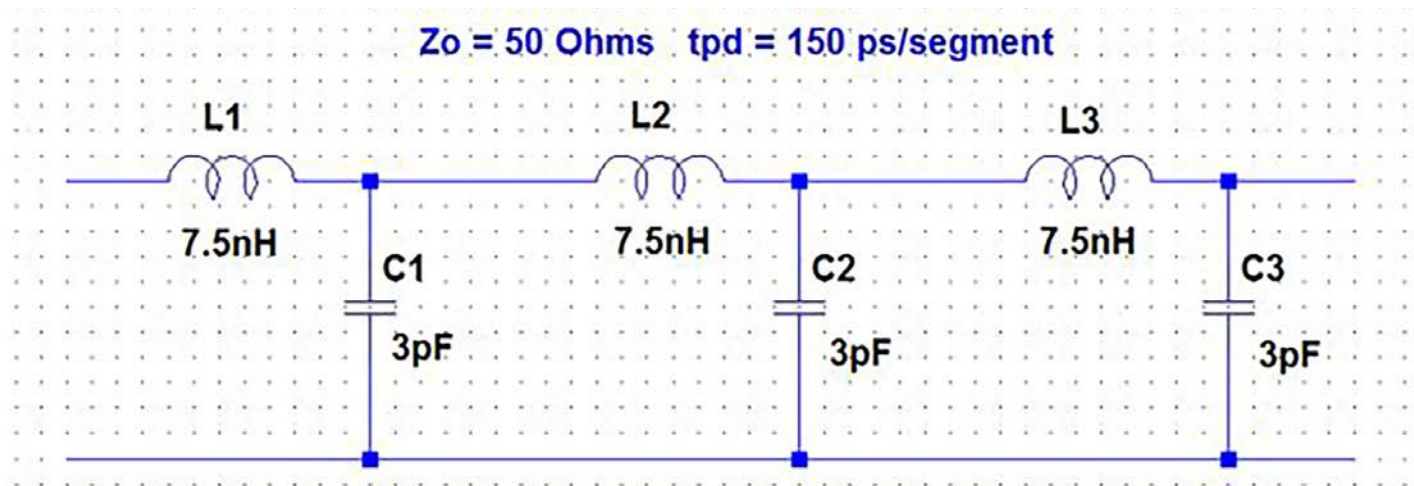 Zo = 50 Ohms tpd = 150 ps/segment
L1 L2 L3
7.5nH 7.5nH 7.5nH
C1 C2 C3
3pF 3pF 3pF